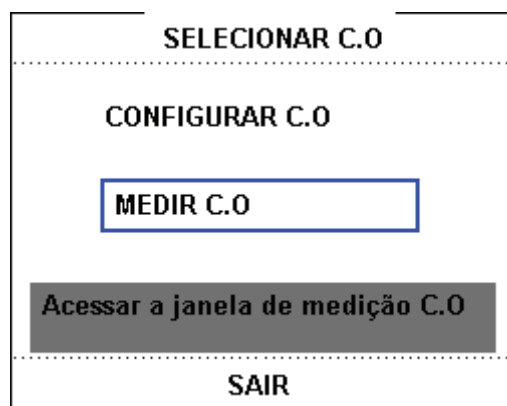 SELECIONAR C.O
CONFIGURAR C.O
MEDIR C.O
Acessar a janela de medição C.O
SAIR